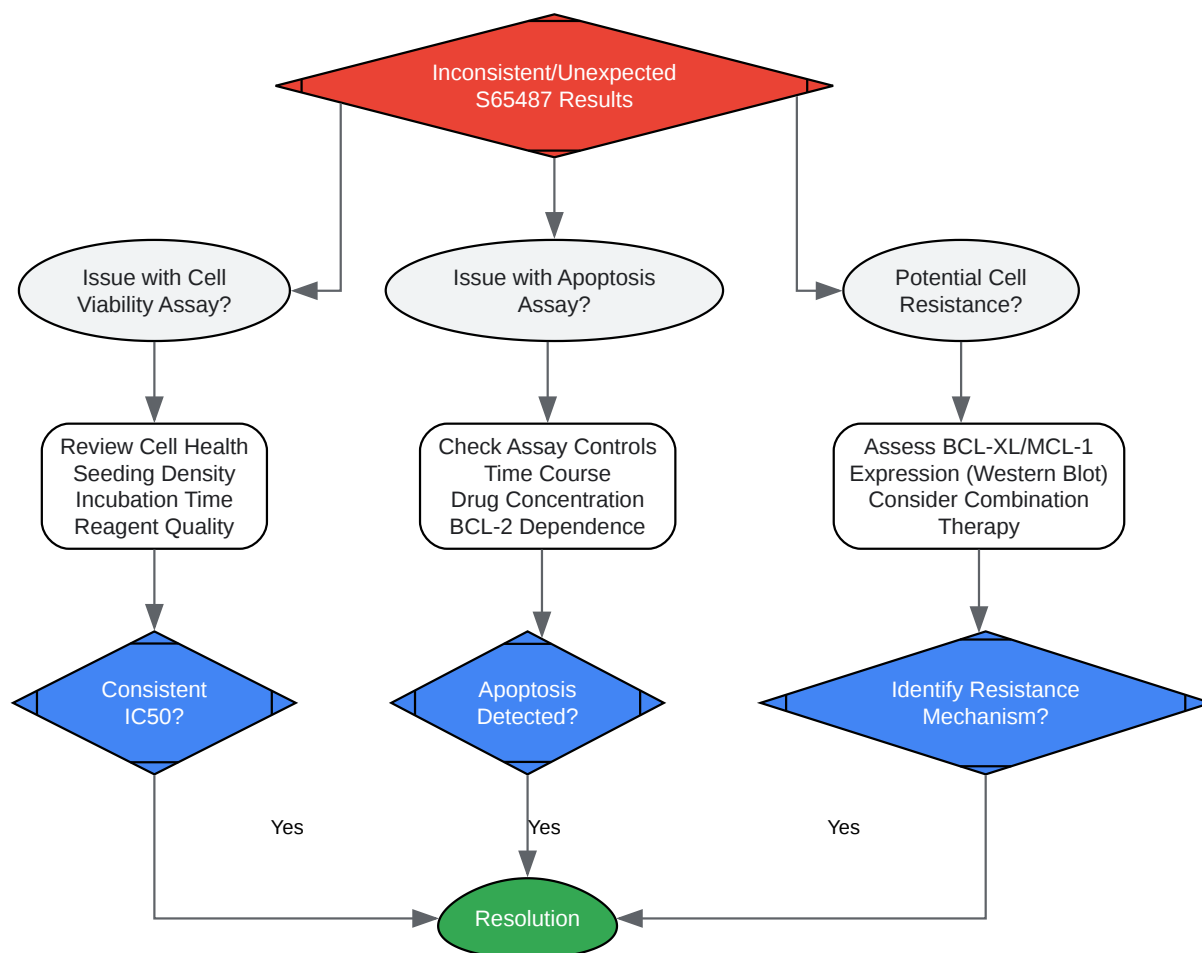 Inconsistent/Unexpected
S65487 Results
Issue with Cell
Viability Assay?
Issue with Apoptosis
Assay?
Potential Cell
Resistance?
Review Cell Health
Seeding Density
Incubation Time
Reagent Quality
Check Assay Controls
Time Course
Drug Concentration
BCL-2 Dependence
Assess BCL-XL/MCL-1
Expression (Western Blot)
Consider Combination
Therapy
Consistent
IC50?
Apoptosis
Detected?
Identify Resistance
Mechanism?
Yes
Yes
Yes
Resolution